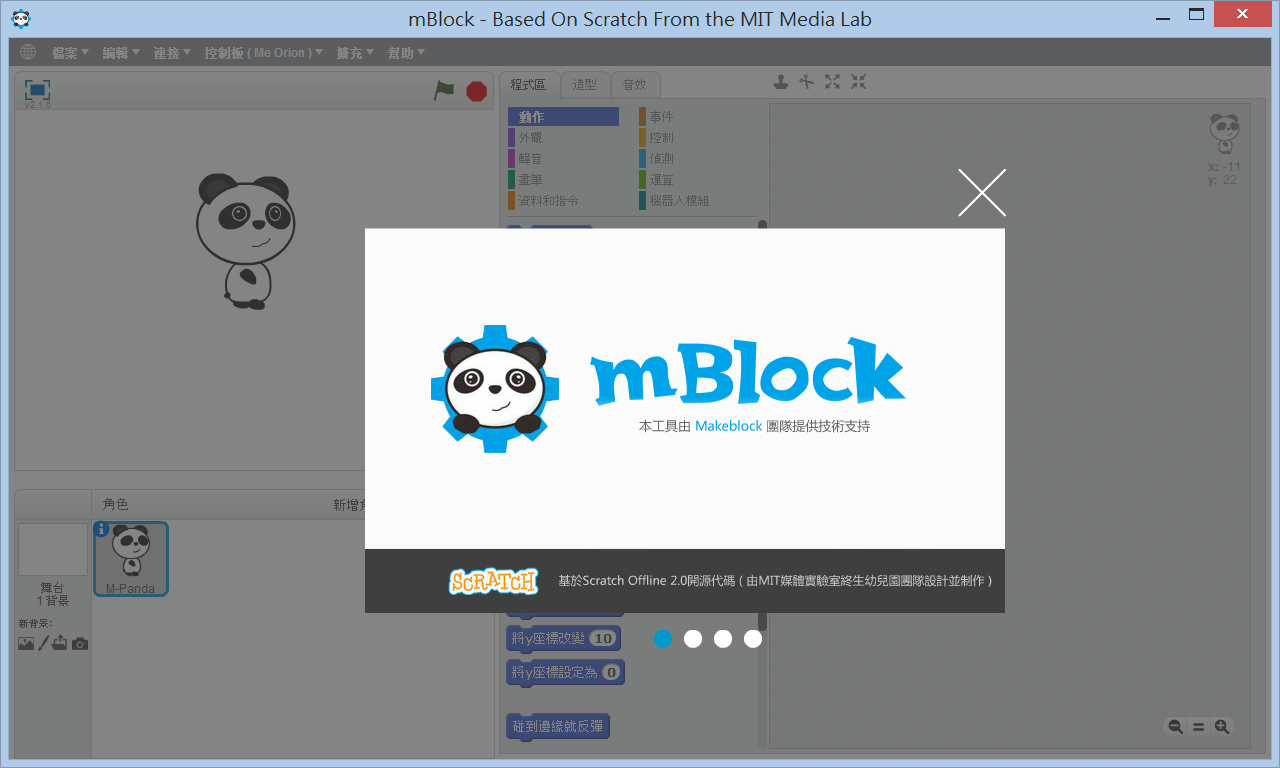 mBlock - Based On Scratch From the MIT Media Lab
檔案 編輯 連接 控制板 ( Me Orion ) 擴充 幫助
v2.1.5
程式區 造型 音效
動作 事件
外觀 控制
聲音 偵測
畫筆 運算
資料和指令 機器人模組
x: -11
y: 22
mBlock
本工具由 Makeblock 團隊提供技術支持
SCRATCH 基於Scratch Offline 2.0開源代碼 ( 由MIT媒體實驗室終生幼兒園團隊設計並制作 )
角色 新增
M-Panda
舞台
1 背景
新背景:
將y座標改變 10
將y座標設定為 0
碰到邊緣就反彈